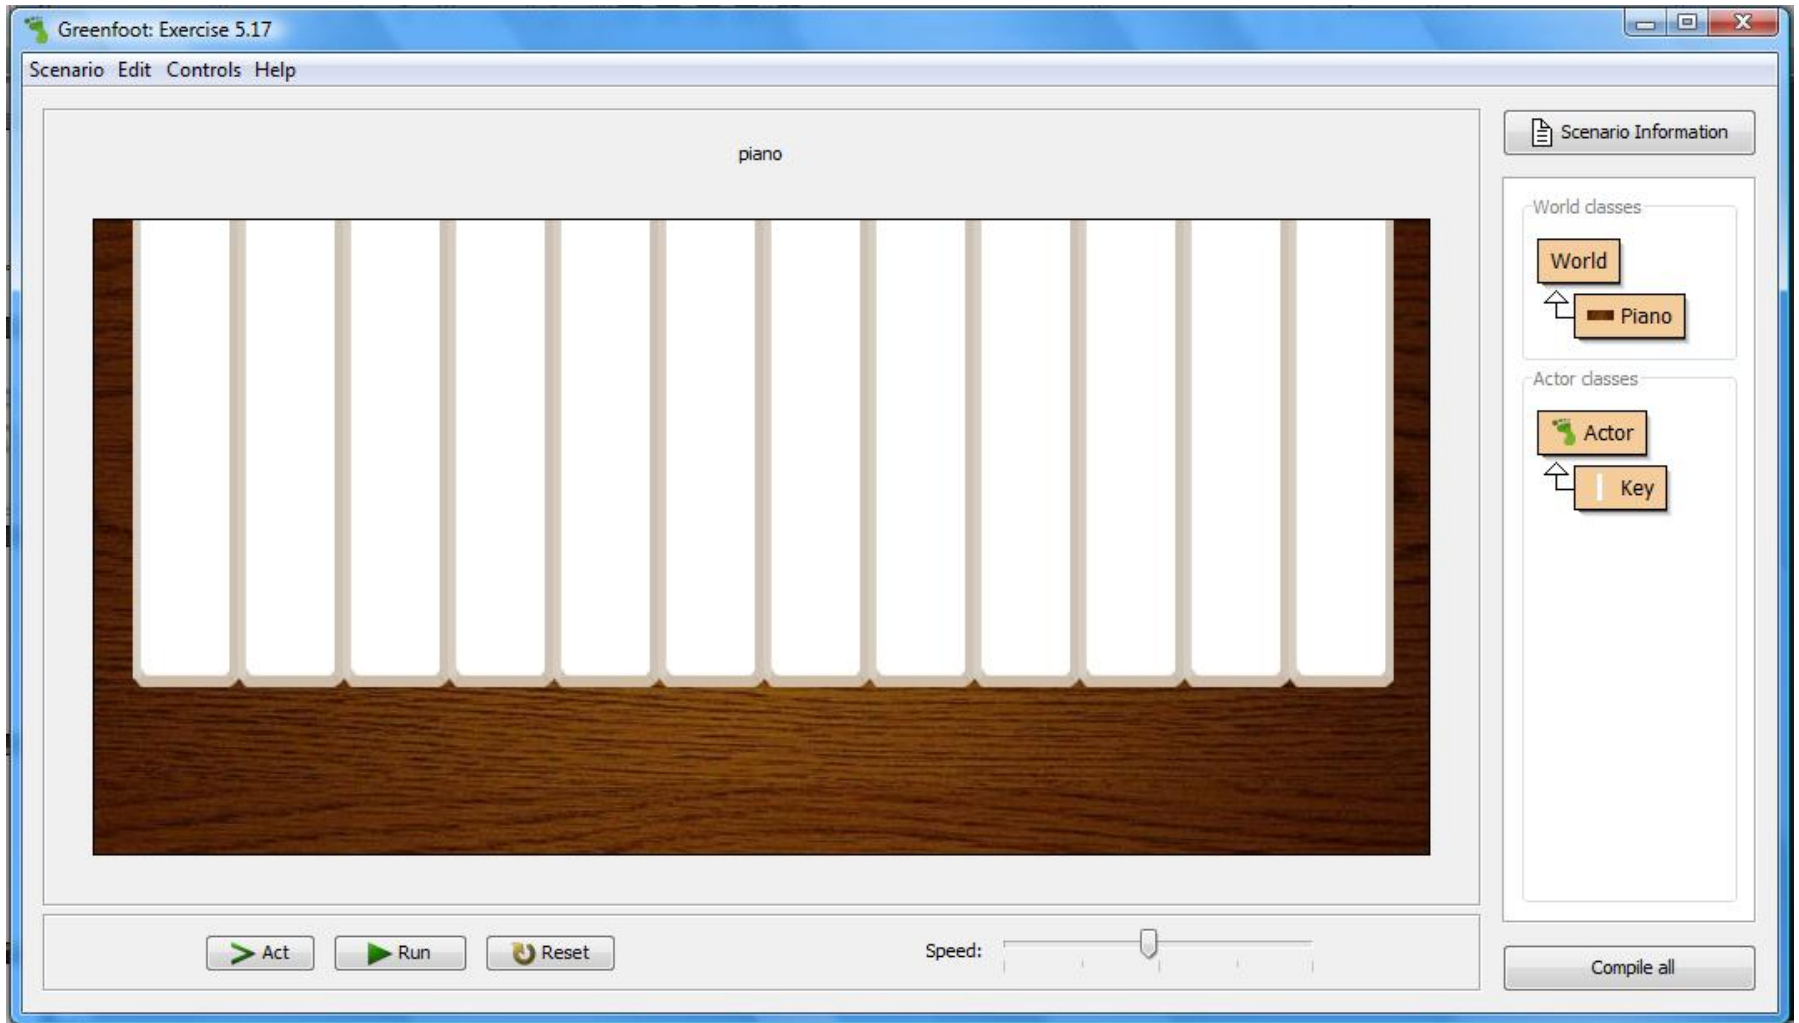 Greenfoot: Exercise 5.17
Scenario Edit Controls Help
piano
Scenario Information
World classes
World
Piano
Actor classes
Actor
Key
Act Run Reset Speed:
Compile all